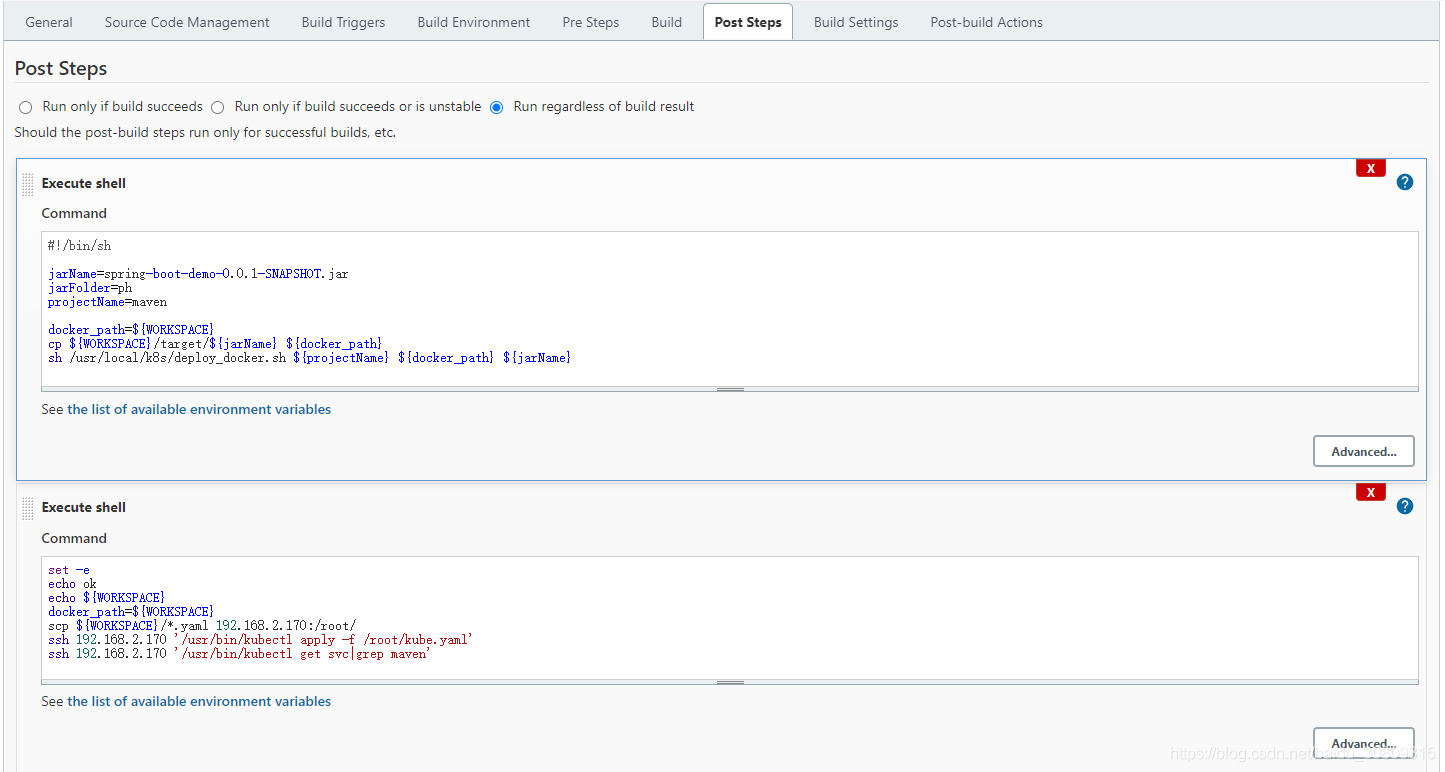 General Source Code Management Build Triggers Build Environment Pre Steps Build Post Steps Build Settings Post-build Actions
Post Steps
Run only if build succeeds Run only if build succeeds or is unstable Run regardless of build result
Should the post-build steps run only for successful builds, etc.
X
?
Execute shell
Command
#!/bin/sh
jarName=spring-boot-demo-0.0.1-SNAPSHOT.jar
jarFolder=ph
projectName=maven
docker_path=${WORKSPACE}
cp ${WORKSPACE}/target/${jarName} ${docker_path}
sh /usr/local/k8s/deploy_docker.sh ${projectName} ${docker_path} ${jarName}
See the list of available environment variables
Advanced...
X
?
Execute shell
Command
set -e
echo ok
echo ${WORKSPACE}
docker_path=${WORKSPACE}
scp ${WORKSPACE}/*.yaml 192.168.2.170:/root/
ssh 192.168.2.170 '/usr/bin/kubectl apply -f /root/kube.yaml'
ssh 192.168.2.170 '/usr/bin/kubectl get svc|grep maven'
See the list of available environment variables
Advanced...